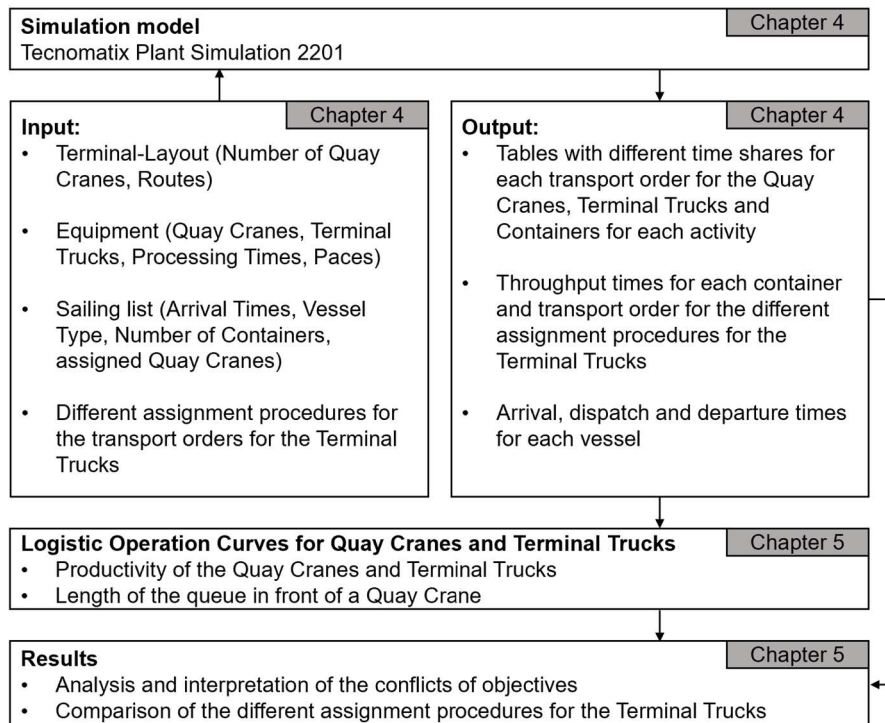 Simulation model
Chapter 4
Tecnomatix Plant Simulation 2201
Input:
Chapter 4
• Terminal-Layout (Number of Quay
Cranes, Routes)
• Equipment (Quay Cranes, Terminal
Trucks, Processing Times, Paces)
• Sailing list (Arrival Times, Vessel
Type, Number of Containers,
assigned Quay Cranes)
• Different assignment procedures for
the transport orders for the Terminal
Trucks
Output:
Chapter 4
• Tables with different time shares for
each transport order for the Quay
Cranes, Terminal Trucks and
Containers for each activity
• Throughput times for each container
and transport order for the different
assignment procedures for the
Terminal Trucks
• Arrival, dispatch and departure times
for each vessel
Logistic Operation Curves for Quay Cranes and Terminal Trucks
Chapter 5
• Productivity of the Quay Cranes and Terminal Trucks
• Length of the queue in front of a Quay Crane
Results
Chapter 5
• Analysis and interpretation of the conflicts of objectives
• Comparison of the different assignment procedures for the Terminal Trucks